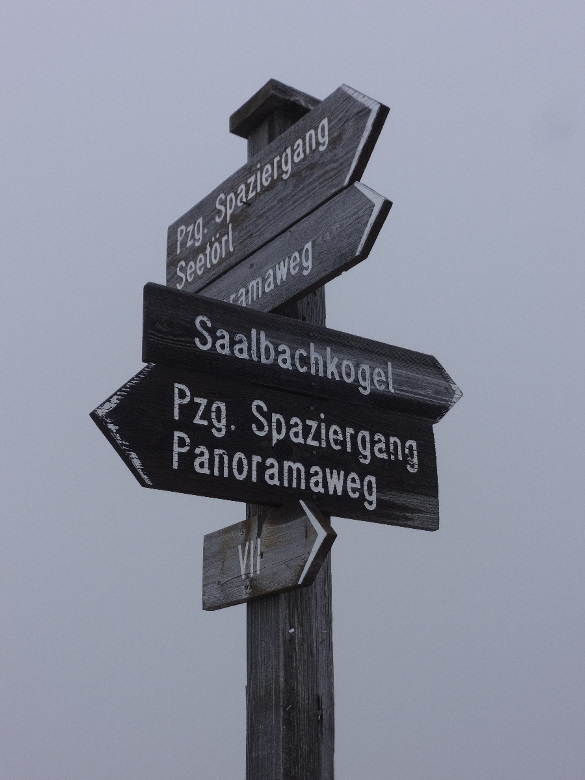 Pzg. Spaziergang
Seetörl
ramaweg
Saalbachkogel
Pzg. Spaziergang
Panoramaweg
VII